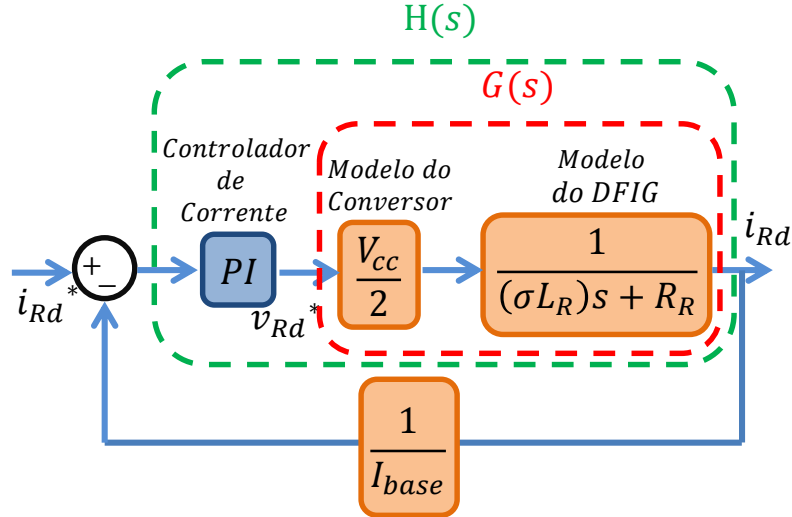 H(s)
G(s)
Controlador
de
Corrente
Modelo do
Conversor
Modelo
do DFIG
+
−
PI
V_cc
2
1
(σL_R)s + R_R
i_Rd
i_Rd*
v_Rd*
1
I_base